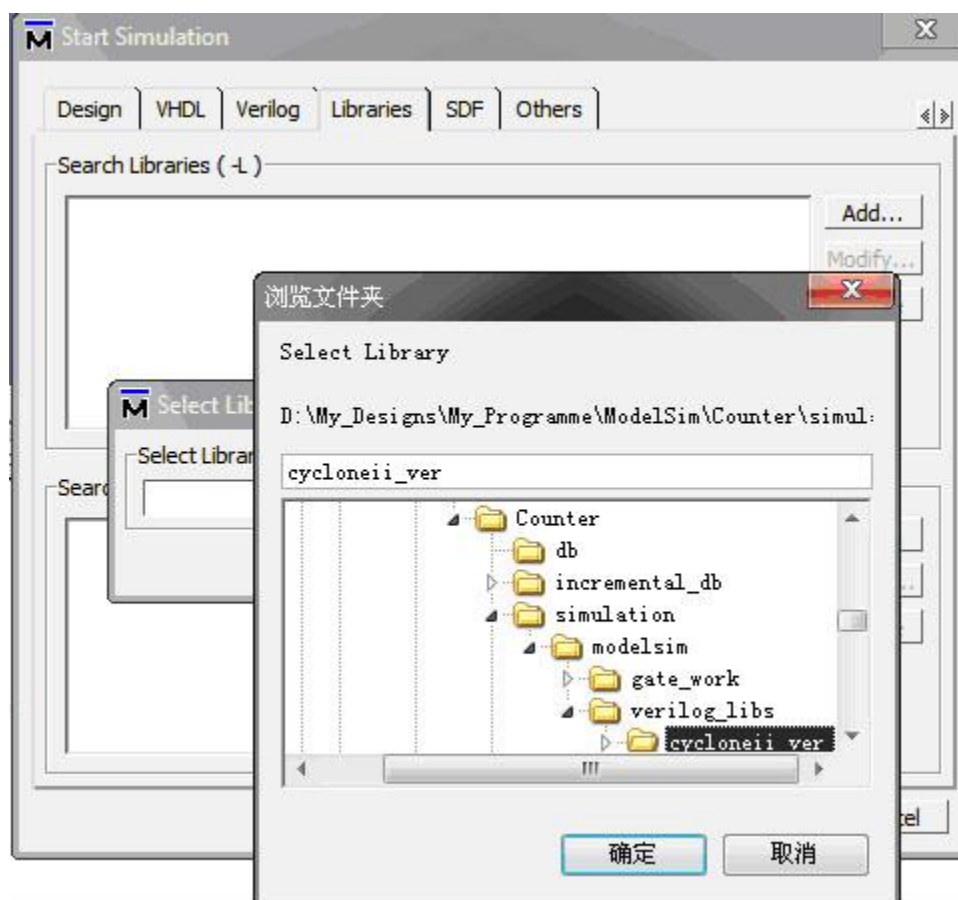 Start Simulation
Design VHDL Verilog Libraries SDF Others
Search Libraries ( -L )
Add...
Modify...
浏览文件夹
Select Library
D:\My_Designs\My_Programme\ModelSim\Counter\simul
Select Lib
Select Librar
cycloneii_ver
Searc
Counter
db
incremental_db
simulation
modelsim
gate_work
verilog_libs
cycloneii_ver
确定 取消
cel